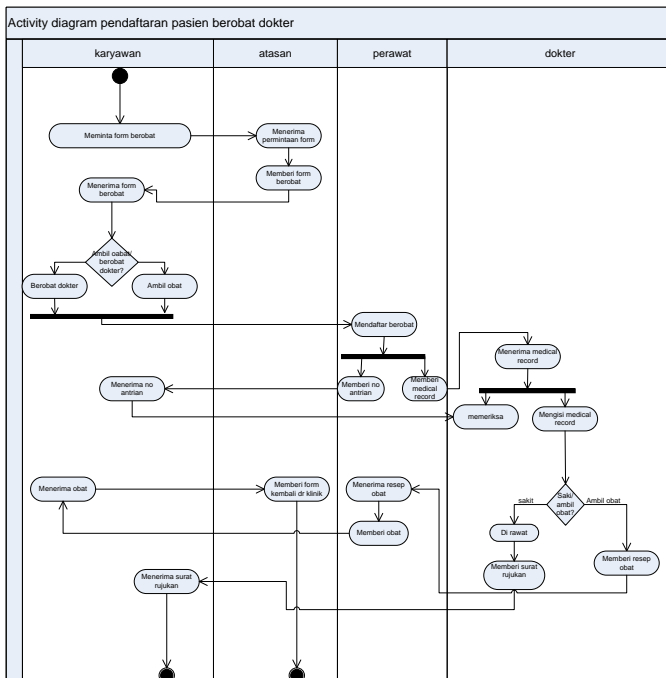 Activity diagram pendaftaran pasien berobat dokter
karyawan
atasan
perawat
dokter
Meminta form berobat
Menerima
permintaan form
Memberi form
berobat
Menerima form
berobat
Ambil oabat/
berobat
dokter?
Berobat dokter
Ambil obat
Mendaftar berobat
Menerima medical
record
Menerima no
antrian
Memberi no
antrian
Memberi
medical
record
memeriksa
Mengisi medical
record
Menerima obat
Memberi form
kembali dr klinik
Menerima resep
obat
sakit
Saki/
ambil
obat?
Ambil obat
Memberi obat
Di rawat
Memberi resep
obat
Menerima surat
rujukan
Memberi surat
rujukan